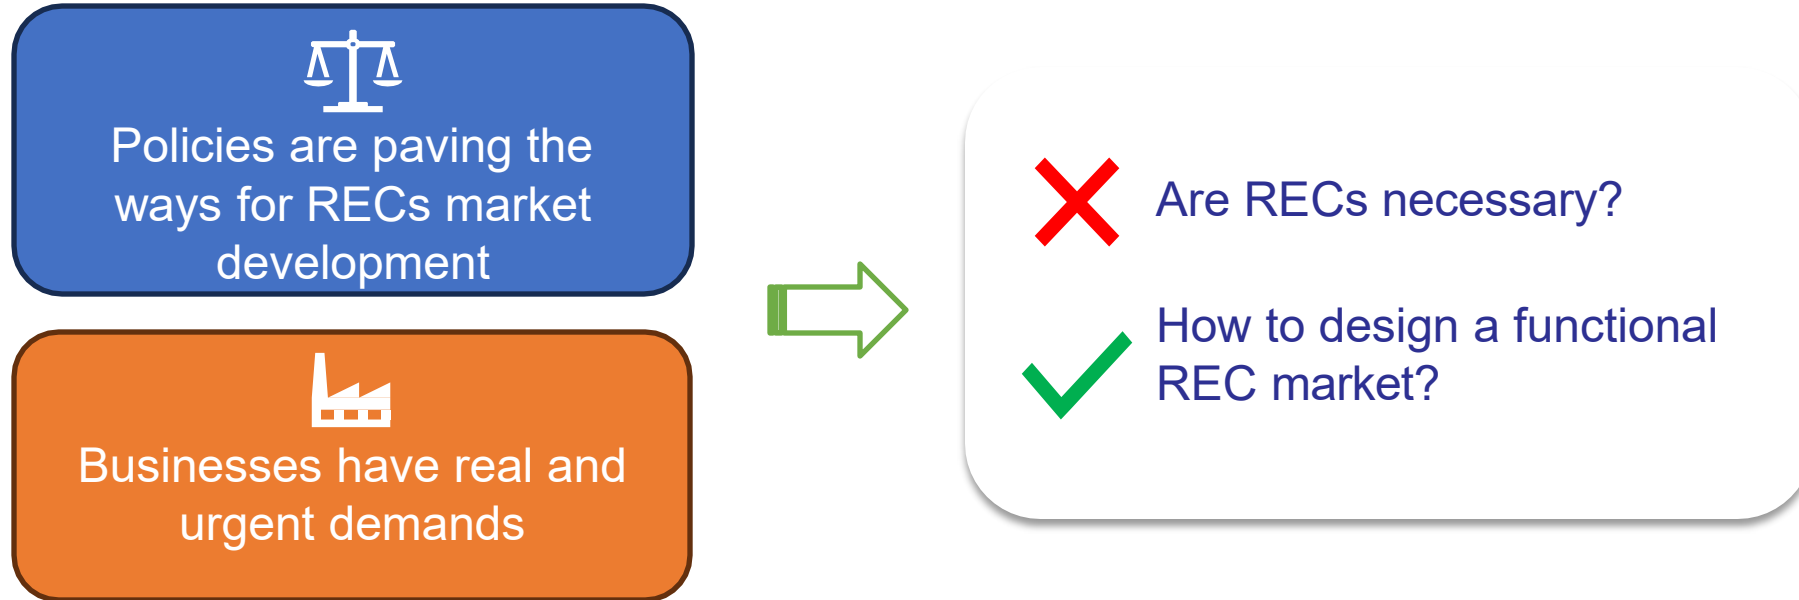 Policies are paving the
ways for RECs market
development
Businesses have real and
urgent demands
Are RECs necessary?
How to design a functional
REC market?